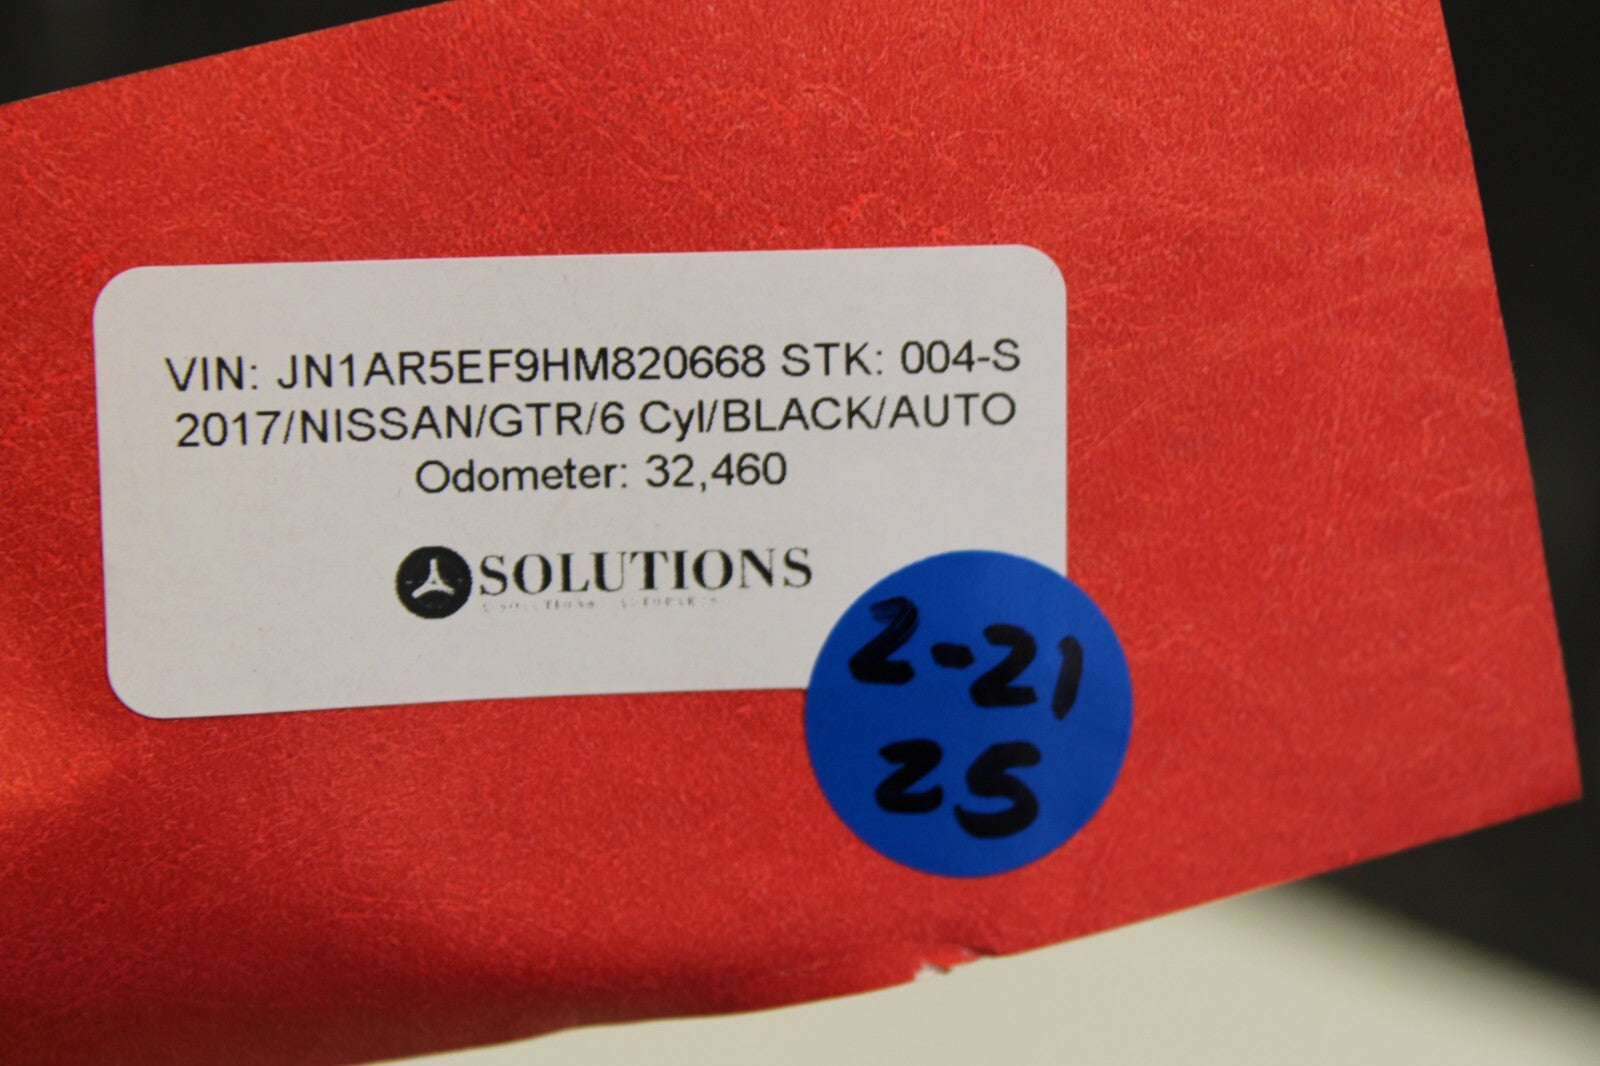 VIN: JN1AR5EF9HM820668 STK: 004-S
2017/NISSAN/GTR/6 Cyl/BLACK/AUTO
Odometer: 32,460
SOLUTIONS
2-21
25